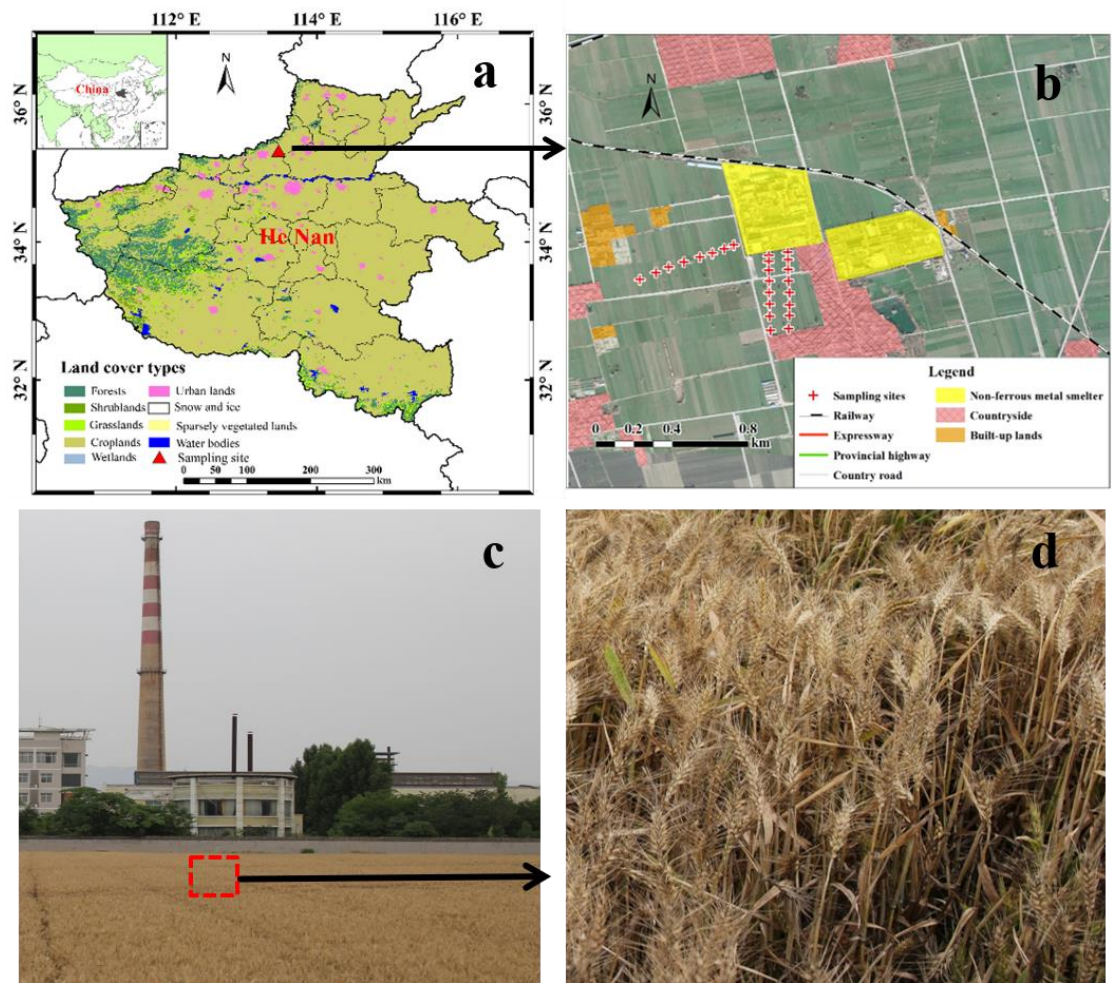 112° E 114° E 116° E
China
N
a
36° N
34° N
32° N
36° N
34° N
32° N
He Nan
Land cover types
Forests
Shrublands
Grasslands
Croplands
Wetlands
Urban lands
Snow and ice
Sparsely vegetated lands
Water bodies
Sampling site
0 50 100 200 300
km
b
N
0 0.2 0.4 0.8
km
Legend
Sampling sites
Railway
Expressway
Provincial highway
Country road
Non-ferrous metal smelter
Countryside
Built-up lands
c
d